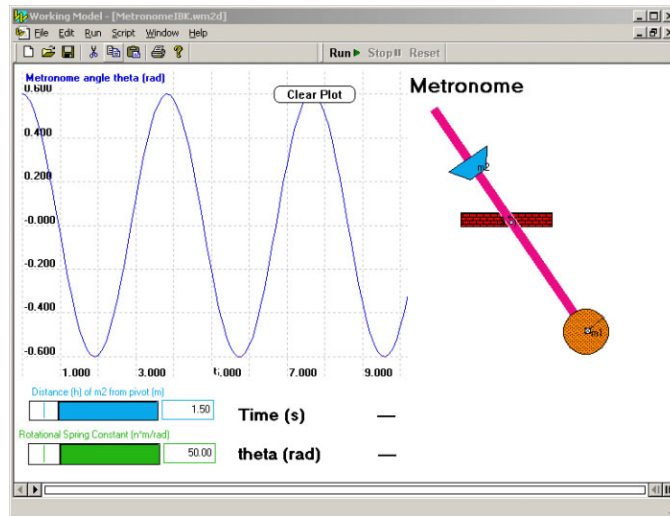 Working Model - [MetronomeIBK.wm2d]
File Edit Run Script Window Help
Run Stop Reset
Metronome angle theta (rad)
Clear Plot
Metronome
0.600
0.400
0.200
-0.000
-0.200
-0.400
-0.600
1.000 3.000 5.000 7.000 9.000
m2
m1
Distance (h) of m2 from pivot (m)
1.50
Time (s) —
Rotational Spring Constant (n*m/rad)
50.00
theta (rad) —